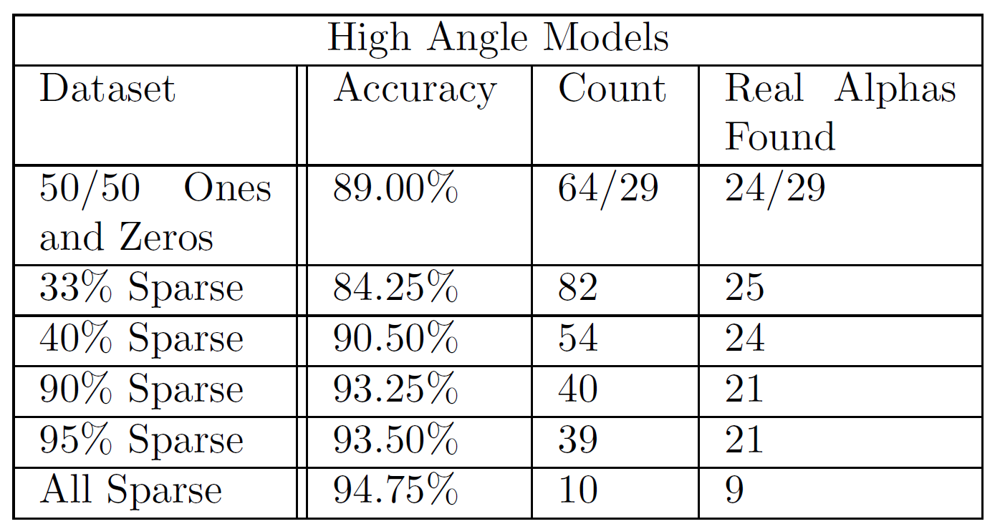 High Angle Models
Dataset Accuracy Count Real Alphas
Found
50/50 Ones 89.00% 64/29 24/29
and Zeros
33% Sparse 84.25% 82 25
40% Sparse 90.50% 54 24
90% Sparse 93.25% 40 21
95% Sparse 93.50% 39 21
All Sparse 94.75% 10 9